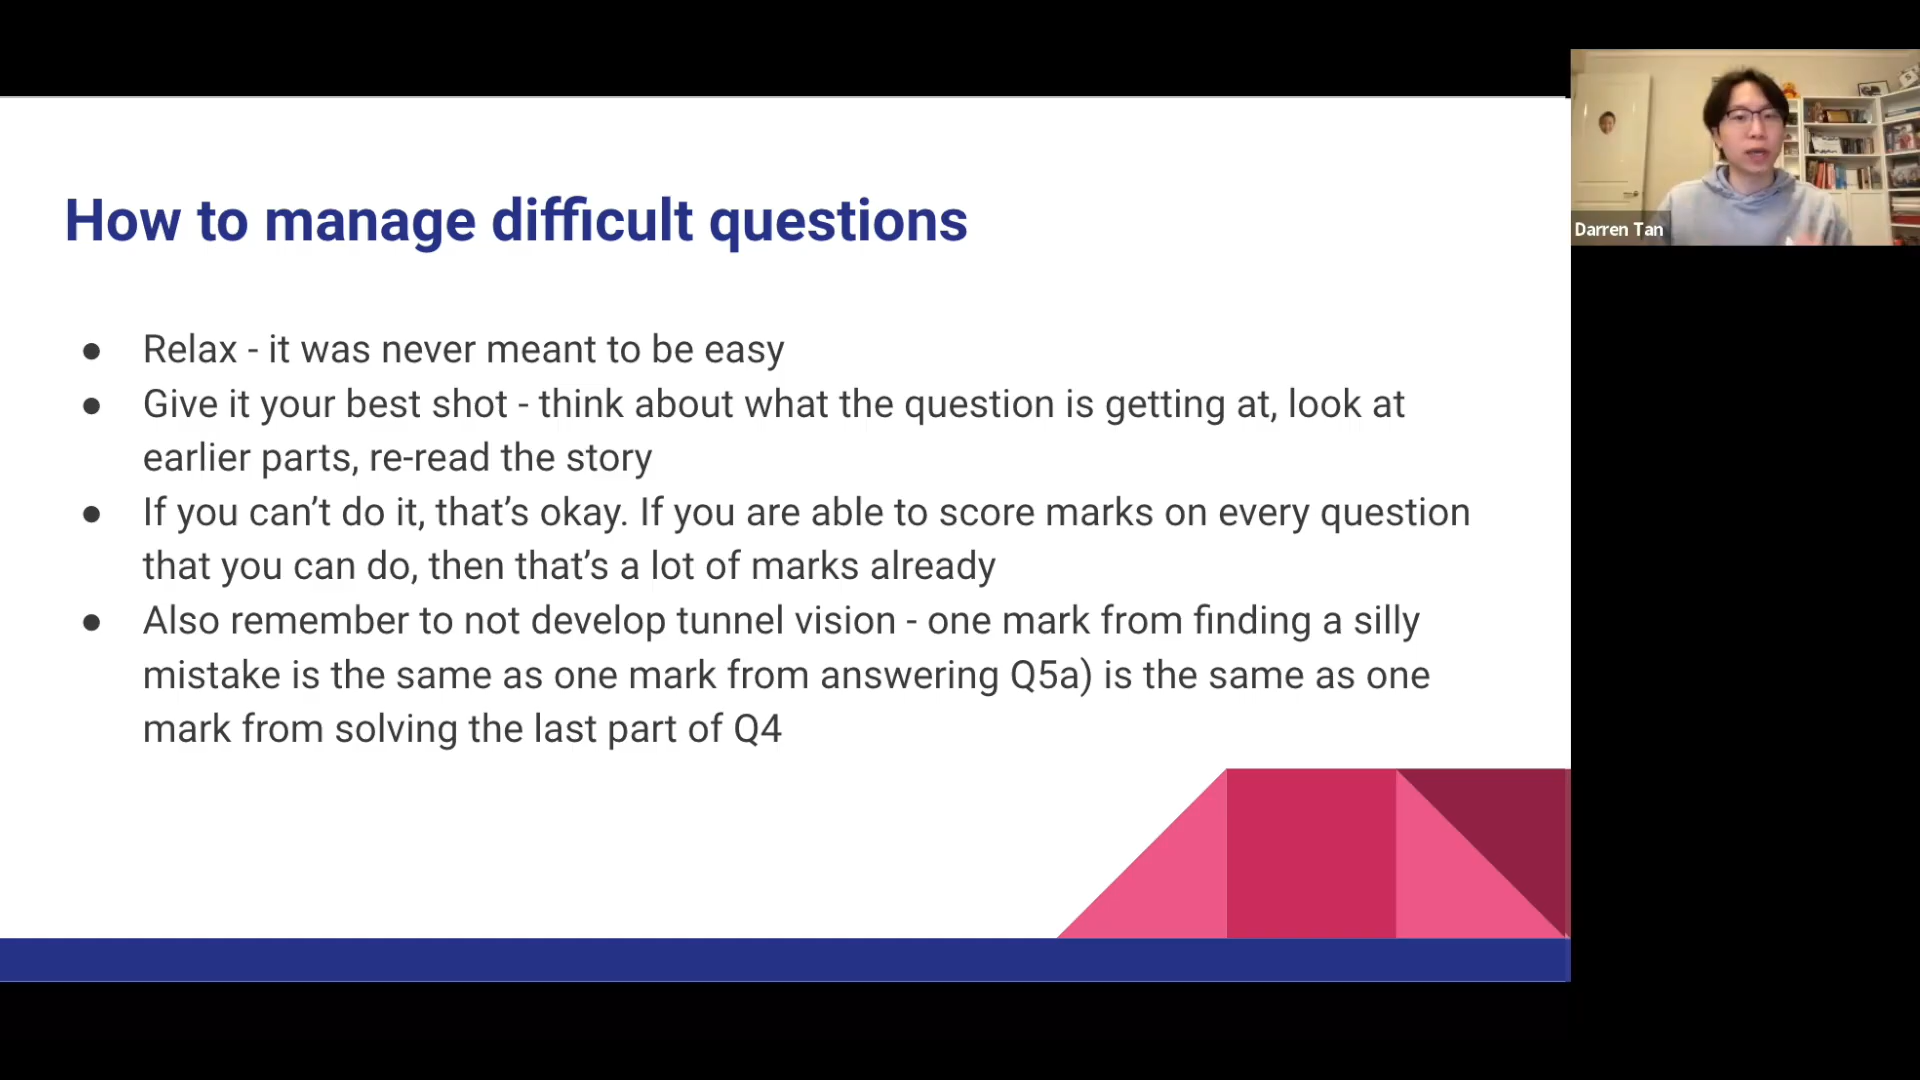 How to manage difficult questions
● Relax - it was never meant to be easy
● Give it your best shot - think about what the question is getting at, look at
earlier parts, re-read the story
● If you can’t do it, that’s okay. If you are able to score marks on every question
that you can do, then that’s a lot of marks already
● Also remember to not develop tunnel vision - one mark from finding a silly
mistake is the same as one mark from answering Q5a) is the same as one
mark from solving the last part of Q4
Darren Tan